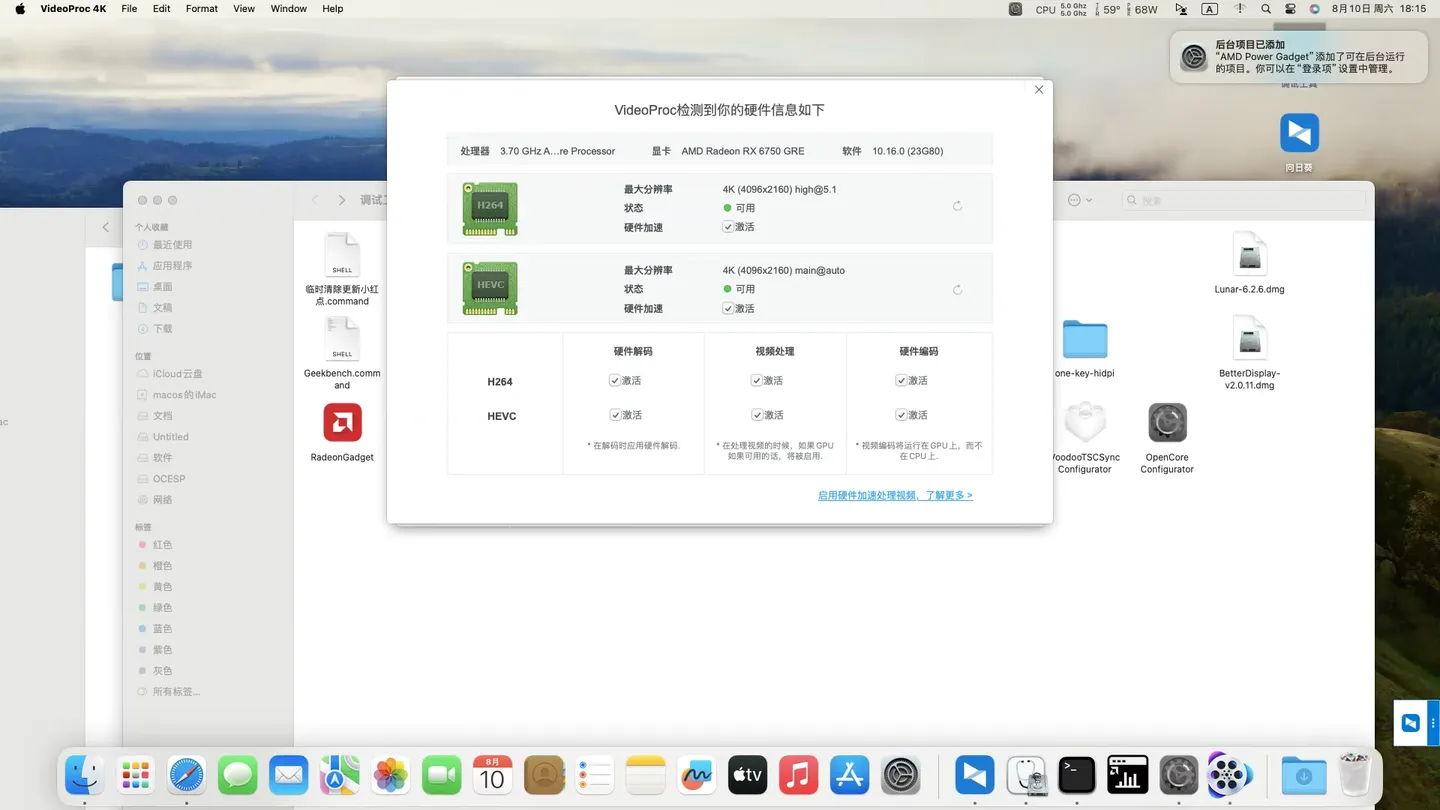 VideoProc 4K File Edit Format View Window Help
CPU 5.0 Ghz 5.0 Ghz 59° 68W A 8月10日 周六 18:15
后台项目已添加
“AMD Power Gadget”添加了可在后台运行
的项目。你可以在“登录项”设置中管理。
调试工具
向日葵
VideoProc检测到你的硬件信息如下
处理器 3.70 GHz A...re Processor 显卡 AMD Radeon RX 6750 GRE 软件 10.16.0 (23G80)
H264
最大分辨率 4K (4096x2160) high@5.1
状态 可用
硬件加速 激活
HEVC
最大分辨率 4K (4096x2160) main@auto
状态 可用
硬件加速 激活
硬件解码 视频处理 硬件编码
H264 激活 激活 激活
HEVC 激活 激活 激活
* 在解码时应用硬件解码.
* 在处理视频的时候, 如果GPU
如果可用的话, 将被启用.
* 视频编码将运行在GPU上, 而不
在CPU上.
启用硬件加速处理视频、了解更多 >
个人收藏
最近使用
应用程序
桌面
文稿
下载
位置
iCloud云盘
macos的iMac
文档
Untitled
软件
OCESP
网络
标签
红色
橙色
黄色
绿色
蓝色
紫色
灰色
所有标签...
搜索
SHELL
临时清除更新小红
点.command
SHELL
Geekbench.comm
and
RadeonGadget
Lunar-6.2.6.dmg
one-key-hidpi
BetterDisplay-
v2.0.11.dmg
VoodooTSCSync
Configurator
OpenCore
Configurator
8月
10
tv